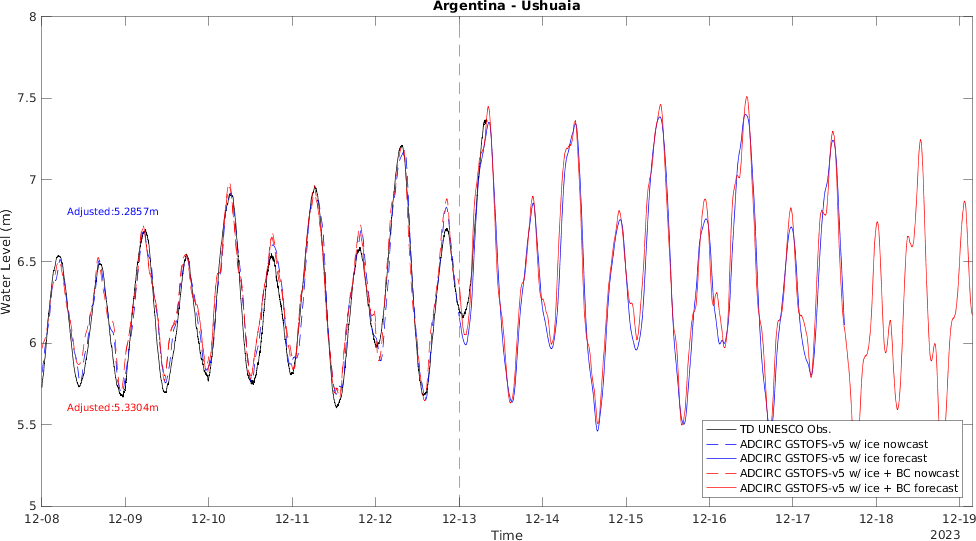 Argentina - Ushuaia
Water Level (m)
8
7.5
7
6.5
6
5.5
5
Adjusted:5.2857m
Adjusted:5.3304m
TD UNESCO Obs.
ADCIRC GSTOFS-v5 w/ ice nowcast
ADCIRC GSTOFS-v5 w/ ice forecast
ADCIRC GSTOFS-v5 w/ ice + BC nowcast
ADCIRC GSTOFS-v5 w/ ice + BC forecast
12-08 12-09 12-10 12-11 12-12 12-13 12-14 12-15 12-16 12-17 12-18 12-19
Time
2023